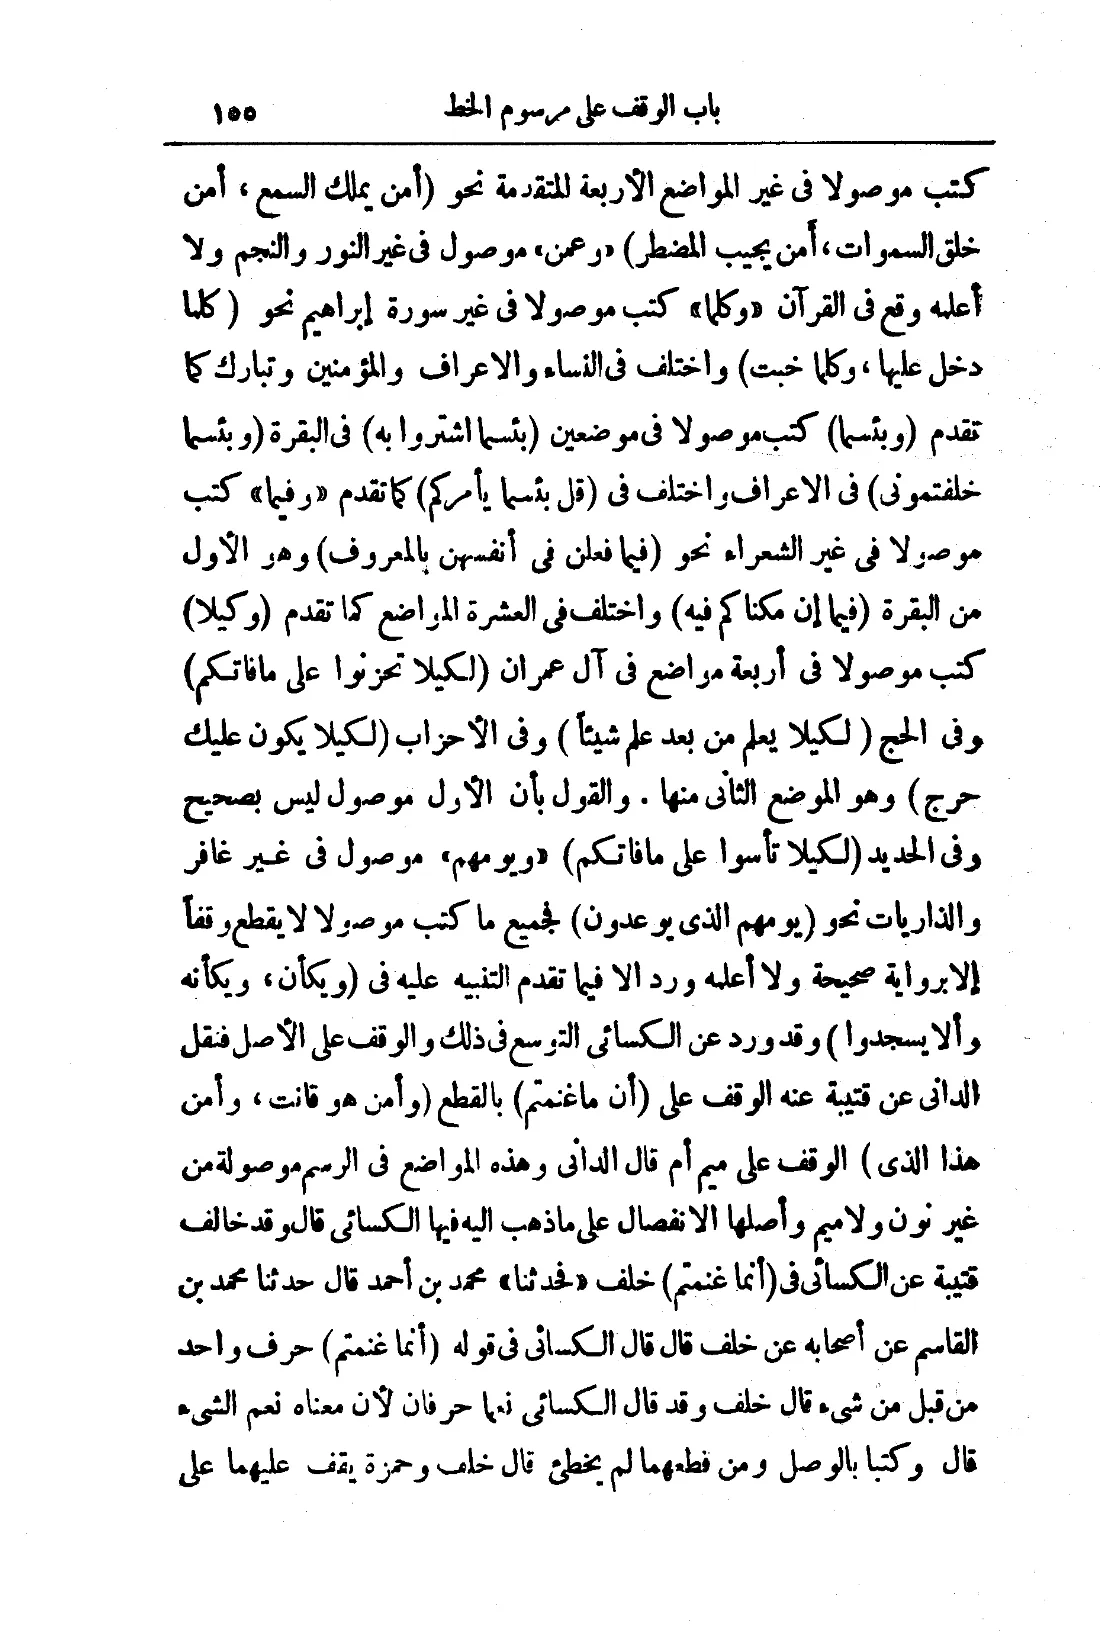 باب الوقف على مرسوم الخط ١٥٥
كتب موصولا فى غير المواضع الأربعة المتقدمة نحو (أمن يملك السمع ، أمن
خلق السموات ، أمن يجيب المضطر) «وعمن» موصول فى غير النور والنجم ولا
أعلمه وقع فى القرآن «وكلما» كتب موصولا فى غير سورة إبراهيم نحو (كلما
دخل عليها ، وكلما خبت) واختلف فى النساء والاعراف والمؤمنين وتبارك كما
تقدم (وبئسما) كتب موصولا فى موضعين (بئسما اشتروا به) فى البقرة (وبئسما
خلفتمونى) فى الاعراف واختلف فى (قل بئسما يأمركم) كما تقدم «وفيما» كتب
موصولا فى غير الشعراء نحو (فيما فعلن فى أنفسهن بالمعروف) وهو الأول
من البقرة (فيما إن مكناكم فيه) واختلف فى العشرة المواضع كما تقدم (وكيلا)
كتب موصولا فى أربعة مواضع فى آل عمران (لكيلا تحزنوا على مافاتكم)
وفى الحج ( لكيلا يعلم من بعد علم شيئاً ) وفى الأحزاب (لكيلا يكون عليك
حرج) وهو الموضع الثانى منها . والقول بأن الأول موصول ليس بصحيح
وفى الحديد (لكيلا تأسوا على مافاتكم) «ويومهم» موصول فى غير غافر
والذاريات نحو (يومهم الذى يوعدون) فجميع ما كتب موصولا لا يقطع وقفاً
إلا برواية صحيحة ولا أعلمه ورد الا فيما تقدم التنبيه عليه فى (ويكأن ، ويكأنه
وألا يسجدوا ) وقد ورد عن الكسائى التوسع فى ذلك والوقف على الأصل فنقل
الدانى عن قتيبة عنه الوقف على (أن ماغنمتم) بالقطع (وأمن هو قانت ، وأمن
هذا الذى) الوقف على ميم أم قال الدانى وهذه المواضع فى الرسم موصولة من
غير نون ولا ميم وأصلها الانفصال على ماذهب اليه فيها الكسائى قال وقد خالف
قتيبة عن الكسائى فى (أنما غنمتم) خلف «فحدثنا» محمد بن أحمد قال حدثنا محمد بن
القاسم عن أصحابه عن خلف قال قال الكسائى فى قوله (أنما غنمتم) حرف واحد
من قبل من شىء قال خلف وقد قال الكسائى نعما حرفان لأن معناه نعم الشىء
قال وكتبا بالوصل ومن قطعهما لم يخطئ قال خلف وحمزة يقف عليهما على